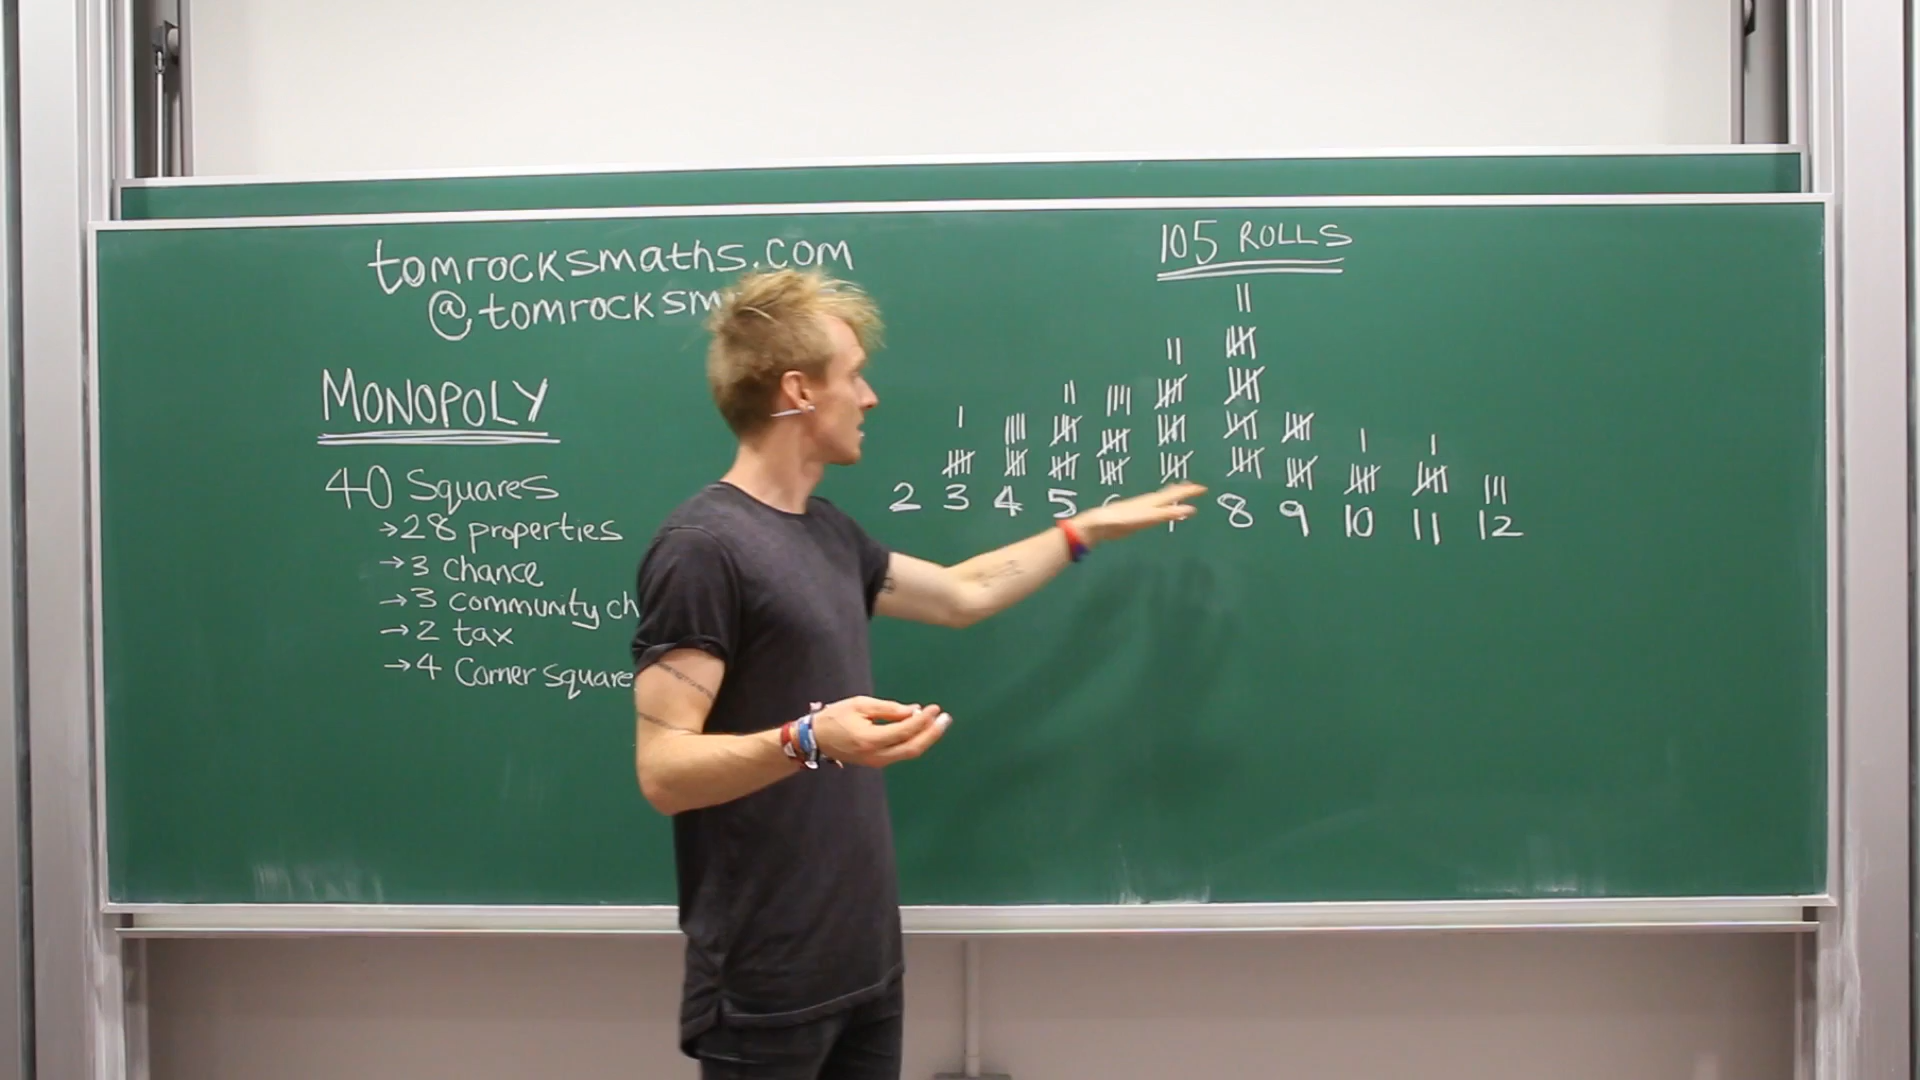 tomrocksmaths.com
@tomrocksm
MONOPOLY
40 Squares
→28 properties
→3 chance
→3 community ch
→2 tax
→4 Corner square
105 ROLLS
2 3 4 5 8 9 10 11 12